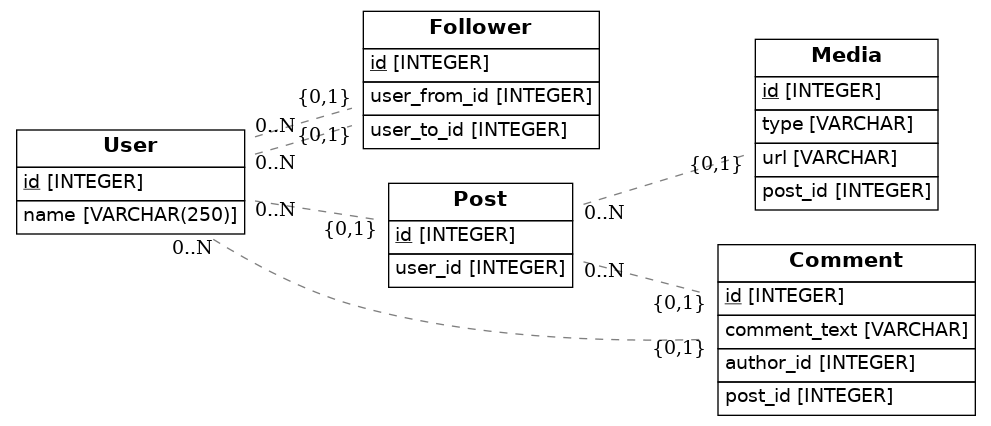 Follower
id [INTEGER]
user_from_id [INTEGER]
user_to_id [INTEGER]
Media
id [INTEGER]
type [VARCHAR]
url [VARCHAR]
post_id [INTEGER]
User
id [INTEGER]
name [VARCHAR(250)]
Post
id [INTEGER]
user_id [INTEGER]
Comment
id [INTEGER]
comment_text [VARCHAR]
author_id [INTEGER]
post_id [INTEGER]
{0,1}
0..N
{0,1}
0..N
0..N
{0,1}
0..N
{0,1}
{0,1}
0..N
0..N
{0,1}